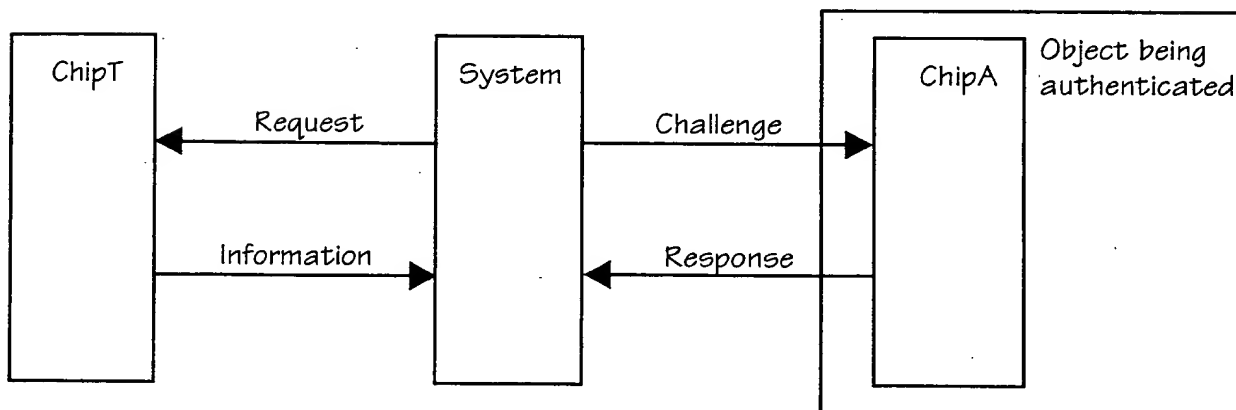 ChipT
System
ChipA
Object being
authenticated
Request
Challenge
Information
Response